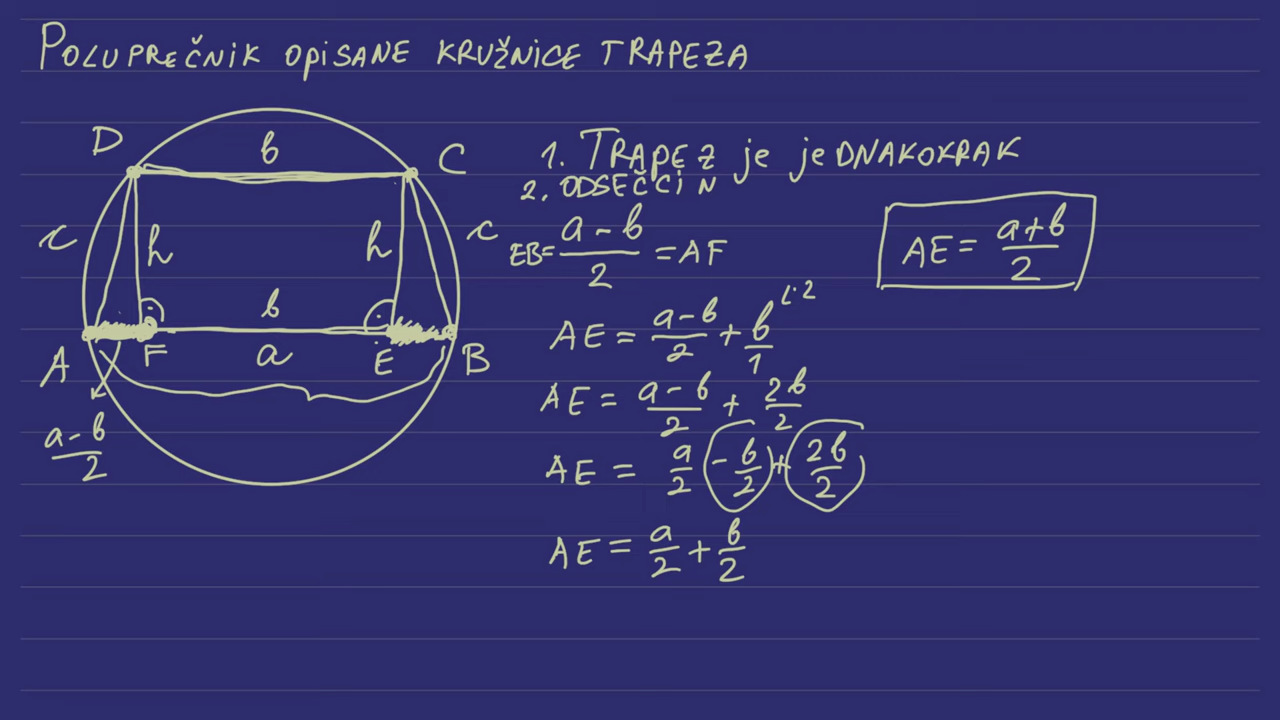 POLUPREČNIK OPISANE KRUŽNICE TRAPEZA
D
b
C
c
h
h
c
b
A
F
a
E
B
a-b
2
1. TRAPEZ je jeDNAKOKRAK
2. ODSEČCI N
EB= a-b/2 = AF
AE = a-b/2 + b/1 /·2
AE = a-b/2 + 2b/2
AE = a/2 - b/2 + 2b/2
AE = a/2 + b/2
AE = a+b/2